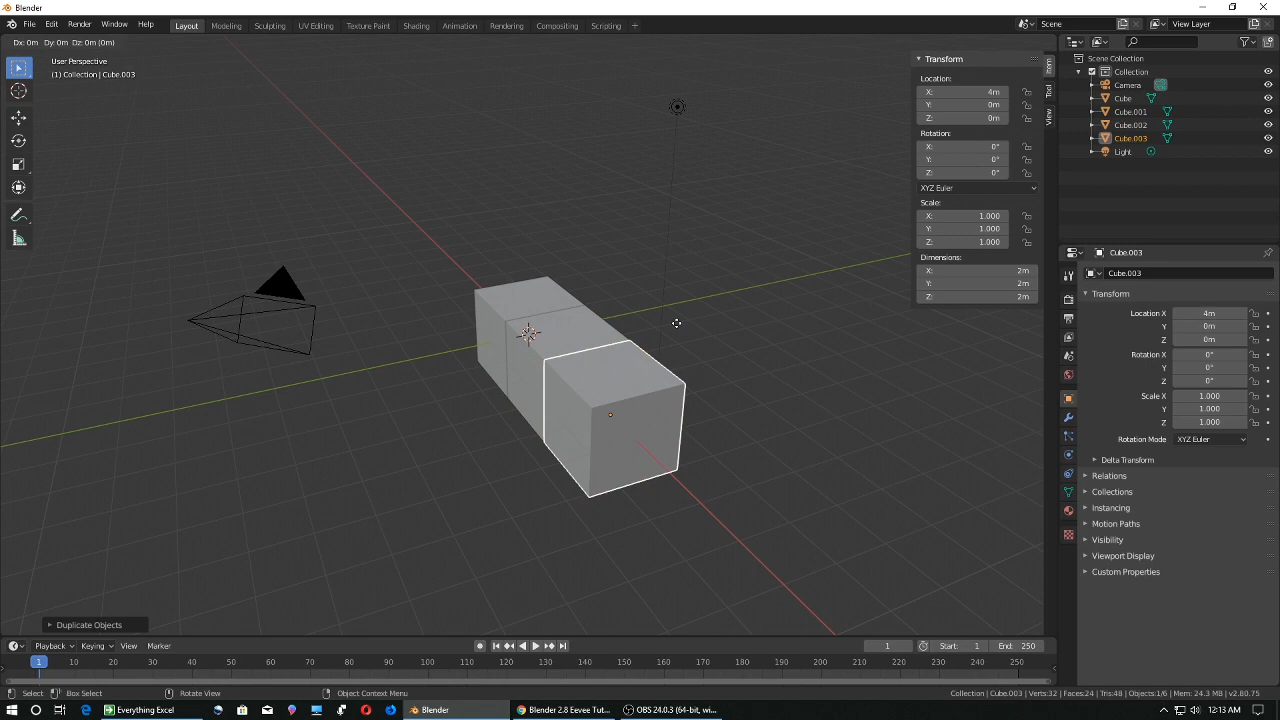 Blender
File Edit Render Window Help Layout Modeling Sculpting UV Editing Texture Paint Shading Animation Rendering Compositing Scripting + Scene View Layer
Dx: 0m Dy: 0m Dz: 0m (0m)
User Perspective
(1) Collection | Cube.003
Transform
Location:
X: 4m
Y: 0m
Z: 0m
Rotation:
X: 0°
Y: 0°
Z: 0°
XYZ Euler
Scale:
X: 1.000
Y: 1.000
Z: 1.000
Dimensions:
X: 2m
Y: 2m
Z: 2m
Item
Tool
View
Scene Collection
Collection
Camera
Cube
Cube.001
Cube.002
Cube.003
Light
Cube.003
Cube.003
Transform
Location X 4m
Y 0m
Z 0m
Rotation X 0°
Y 0°
Z 0°
Scale X 1.000
Y 1.000
Z 1.000
Rotation Mode XYZ Euler
Delta Transform
Relations
Collections
Instancing
Motion Paths
Visibility
Viewport Display
Custom Properties
Duplicate Objects
Playback Keying View Marker 1 Start: 1 End: 250
1 10 20 30 40 50 60 70 80 90 100 110 120 130 140 150 160 170 180 190 200 210 220 230 240 250
Select Box Select Rotate View Object Context Menu Collection | Cube.003 | Verts:32 | Faces:24 | Tris:48 | Objects:1/6 | Mem: 24.3 MB | v2.80.75
Everything Excel Blender Blender 2.8 Eevee Tut... OBS 24.0.3 (64-bit, wi... 12:13 AM